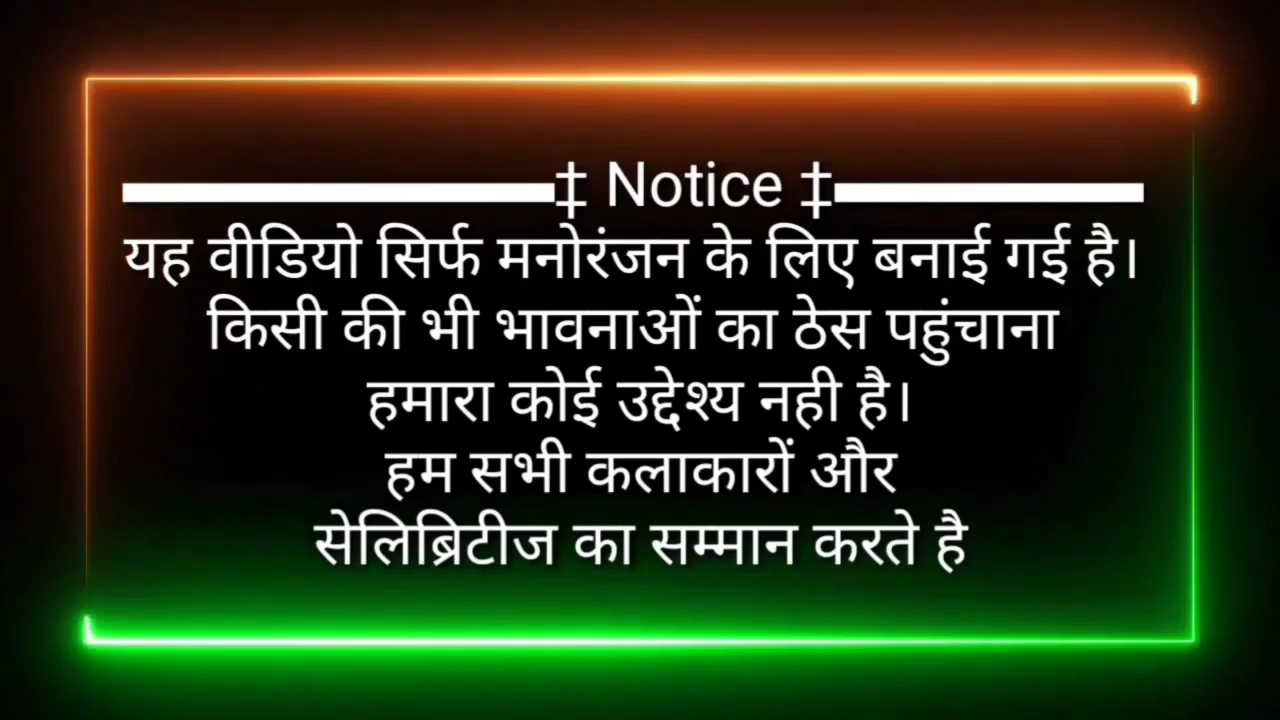 ‡ Notice ‡
यह वीडियो सिर्फ मनोरंजन के लिए बनाई गई है।
किसी की भी भावनाओं का ठेस पहुंचाना
हमारा कोई उद्देश्य नही है।
हम सभी कलाकारों और
सेलिब्रिटीज का सम्मान करते है